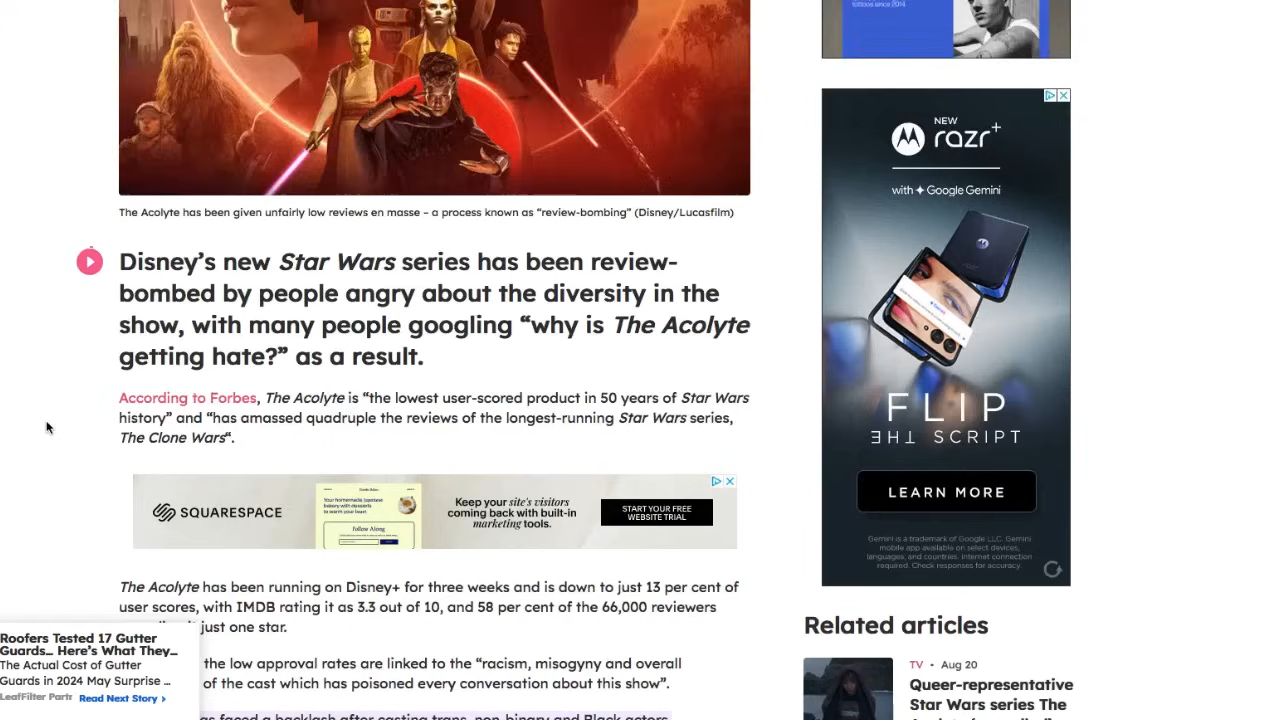 tattoos since 2014
The Acolyte has been given unfairly low reviews en masse – a process known as “review-bombing” (Disney/Lucasfilm)
Disney’s new Star Wars series has been review-
bombed by people angry about the diversity in the
show, with many people googling “why is The Acolyte
getting hate?” as a result.
According to Forbes, The Acolyte is “the lowest user-scored product in 50 years of Star Wars
history” and “has amassed quadruple the reviews of the longest-running Star Wars series,
The Clone Wars“.
SQUARESPACE
Your homemade Japanese
bakery with desserts
to warm your heart
Follow Along
Keep your site’s visitors
coming back with built-in
marketing tools.
START YOUR FREE
WEBSITE TRIAL
The Acolyte has been running on Disney+ for three weeks and is down to just 13 per cent of
user scores, with IMDB rating it as 3.3 out of 10, and 58 per cent of the 66,000 reviewers
just one star.
the low approval rates are linked to the “racism, misogyny and overall
of the cast which has poisoned every conversation about this show”.
as faced a backlash after casting trans, non-binary and Black actors
Roofers Tested 17 Gutter
Guards... Here’s What They...
The Actual Cost of Gutter
Guards in 2024 May Surprise ...
LeafFilter Partn
Read Next Story ›
NEW
razr+
with Google Gemini
FLIP
THE SCRIPT
LEARN MORE
Gemini is a trademark of Google LLC. Gemini
mobile app available on select devices,
languages, and countries. Internet connection
required. Check responses for accuracy.
Related articles
TV • Aug 20
Queer-representative
Star Wars series The